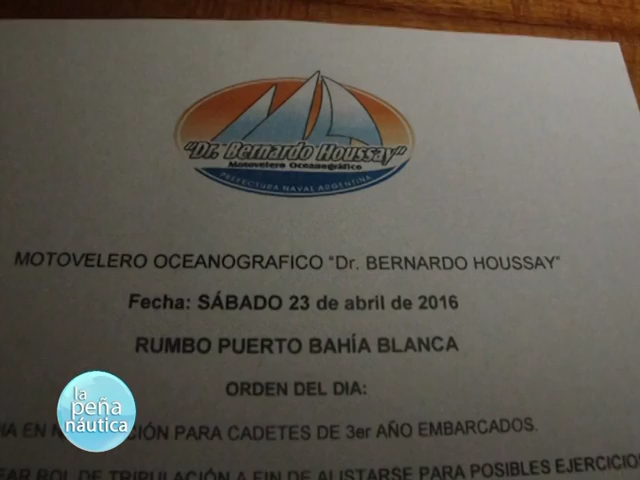 "Dr. Bernardo Houssay"
Motovelero Oceanográfico
PREFECTURA NAVAL ARGENTINA
MOTOVELERO OCEANOGRAFICO "Dr. BERNARDO HOUSSAY"
Fecha: SÁBADO 23 de abril de 2016
RUMBO PUERTO BAHÍA BLANCA
ORDEN DEL DIA:
EN PARA CADETES DE 3er AÑO EMBARCADOS.
ROL DE TRIPULACIÓN A FIN DE ALISTARSE PARA POSIBLES
la
peña
náutica